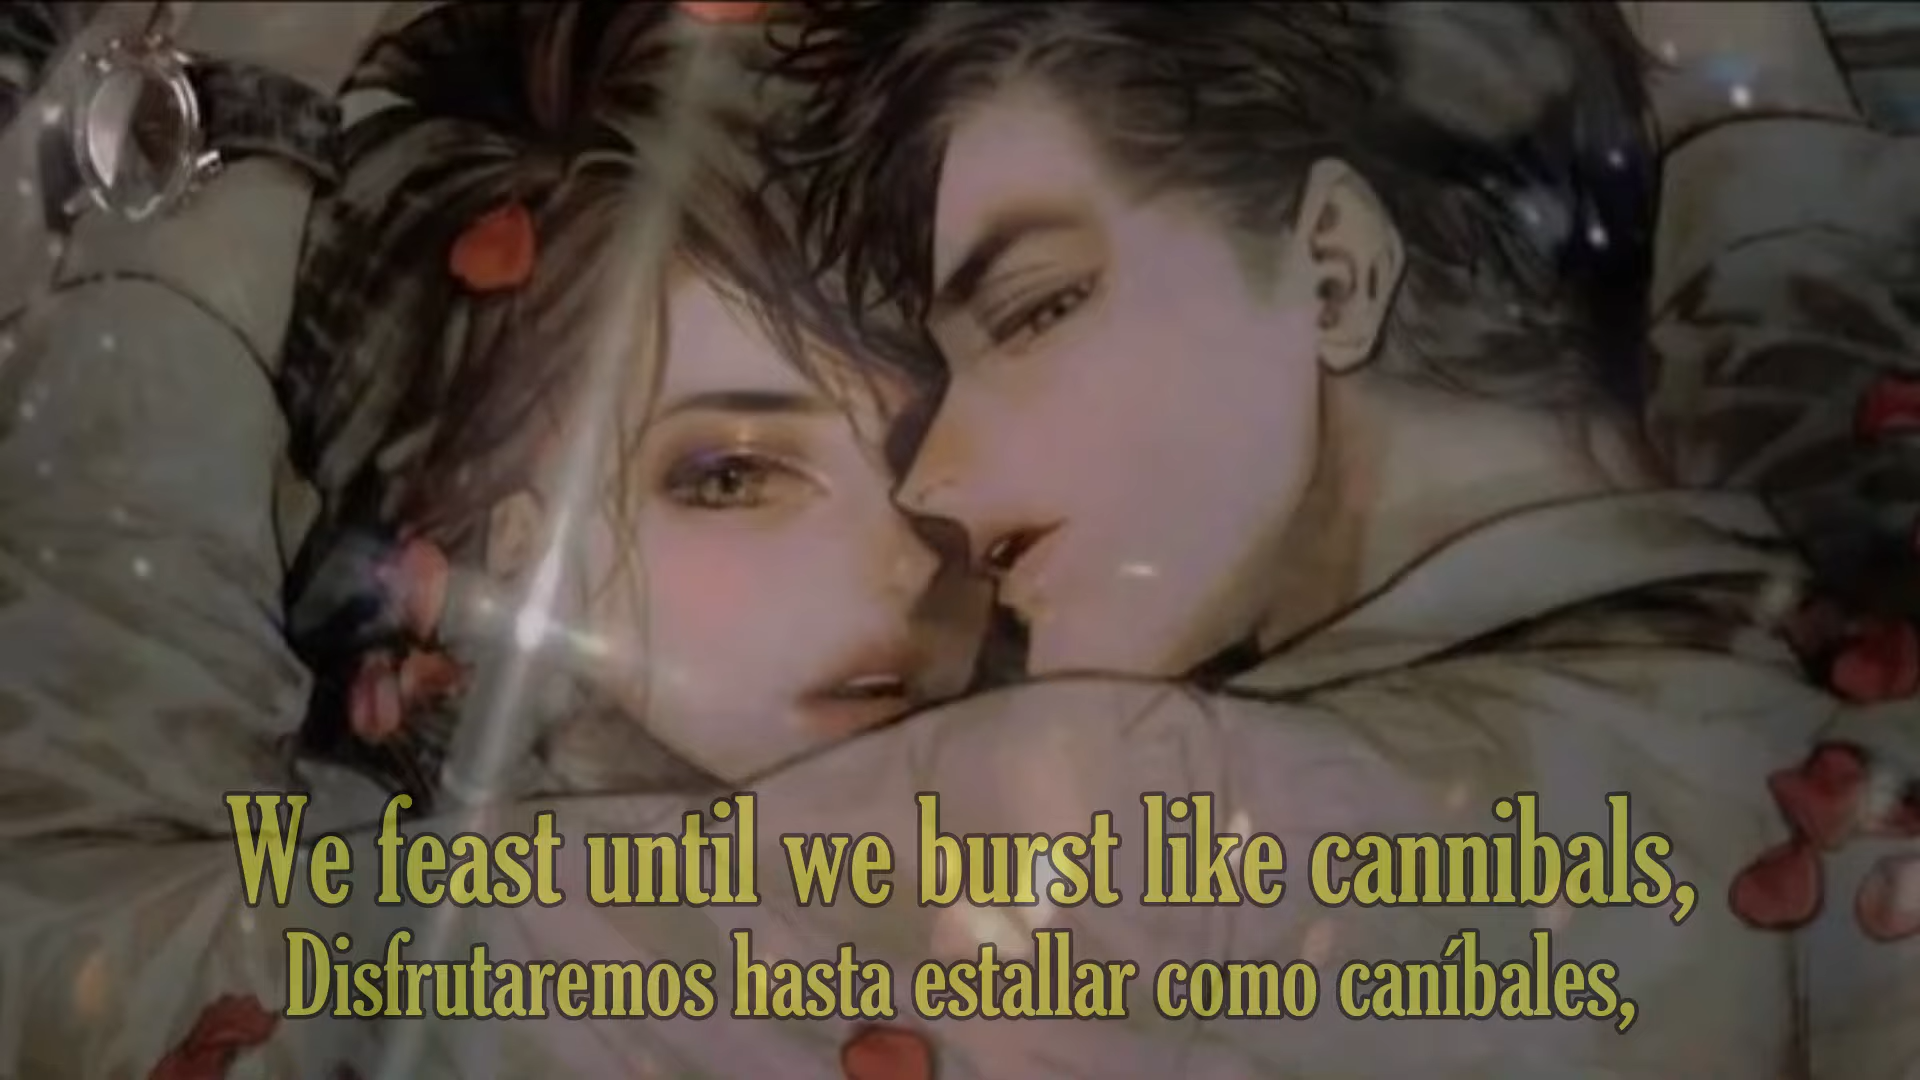 We feast until we burst like cannibals,
Disfrutaremos hasta estallar como caníbales,